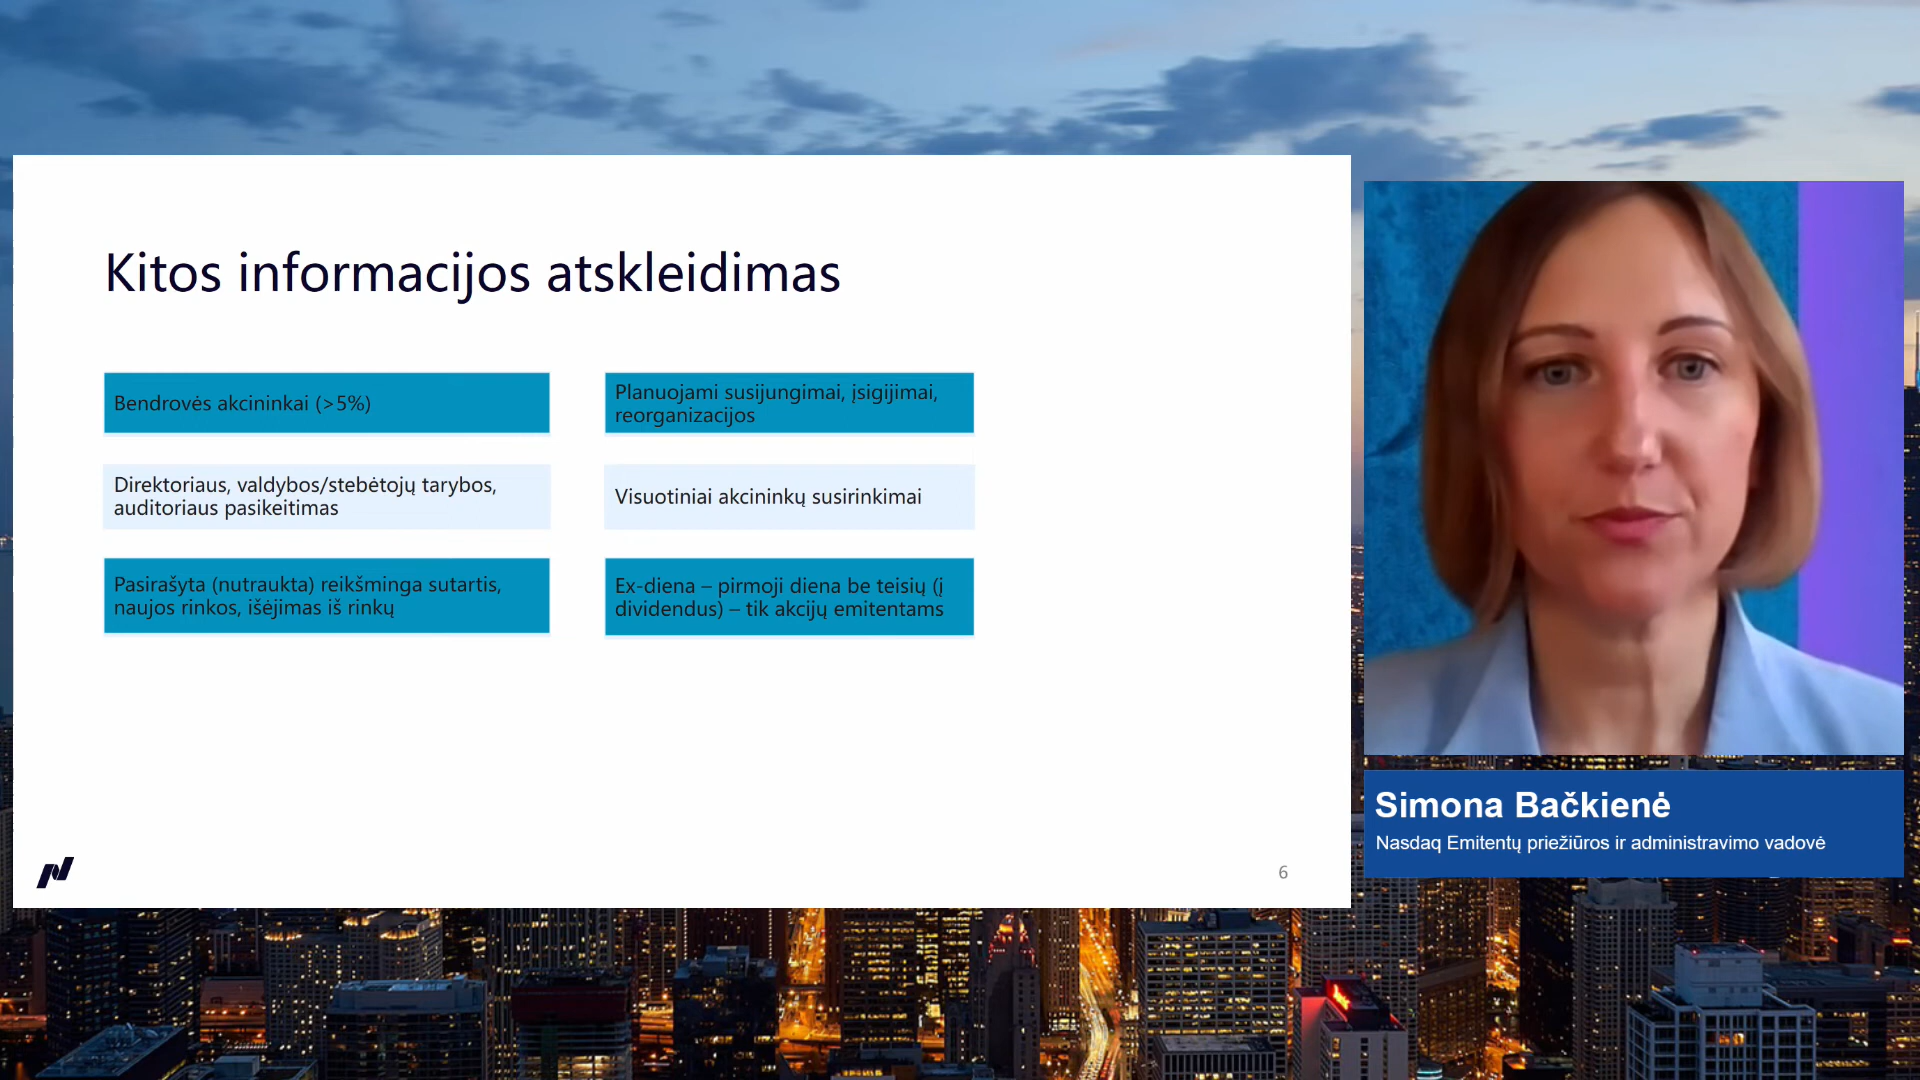 Kitos informacijos atskleidimas
Bendrovės akcininkai (>5%)
Direktoriaus, valdybos/stebėtojų tarybos,
auditoriaus pasikeitimas
Pasirašyta (nutraukta) reikšminga sutartis,
naujos rinkos, išėjimas iš rinkų
Planuojami susijungimai, įsigijimai,
reorganizacijos
Visuotiniai akcininkų susirinkimai
Ex-diena – pirmoji diena be teisių (į
dividendus) – tik akcijų emitentams
6
Simona Bačkienė
Nasdaq Emitentų priežiūros ir administravimo vadovė